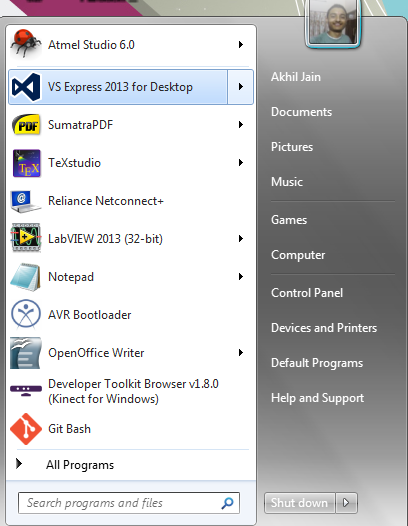 Atmel Studio 6.0
VS Express 2013 for Desktop
PDF
SumatraPDF
TEX
TeXstudio
Reliance Netconnect+
LabVIEW 2013 (32-bit)
Notepad
AVR Bootloader
OpenOffice Writer
Developer Toolkit Browser v1.8.0
(Kinect for Windows)
Git Bash
All Programs
Search programs and files
Akhil Jain
Documents
Pictures
Music
Games
Computer
Control Panel
Devices and Printers
Default Programs
Help and Support
Shut down